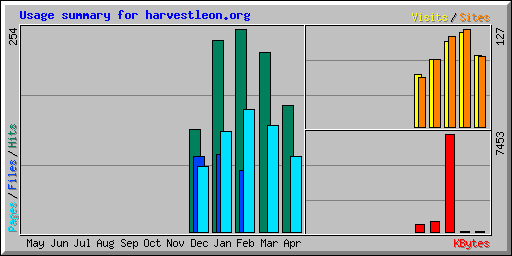 Usage summary for harvestleon.org
Visits/Sites
254
127
7453
Pages/Files/Hits
May Jun Jul Aug Sep Oct Nov Dec Jan Feb Mar Apr
KBytes